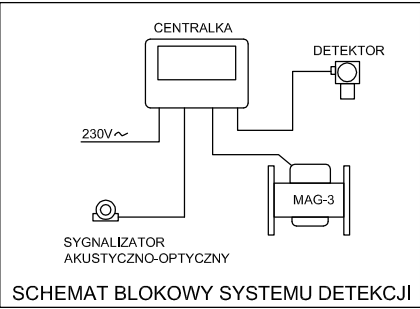 CENTRALKA
DETEKTOR
230V~
MAG-3
SYGNALIZATOR
AKUSTYCZNO-OPTYCZNY
SCHEMAT BLOKOWY SYSTEMU DETEKCJI